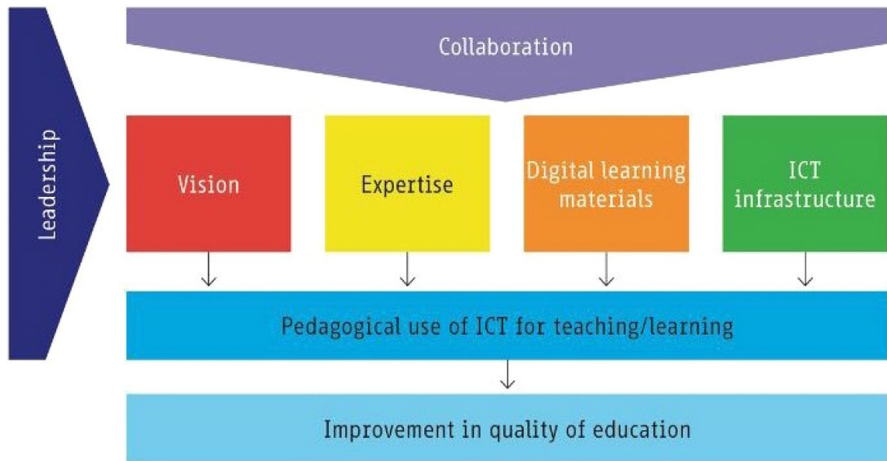 Collaboration
Leadership
Vision
Expertise
Digital learning
materials
ICT
infrastructure
Pedagogical use of ICT for teaching/learning
Improvement in quality of education